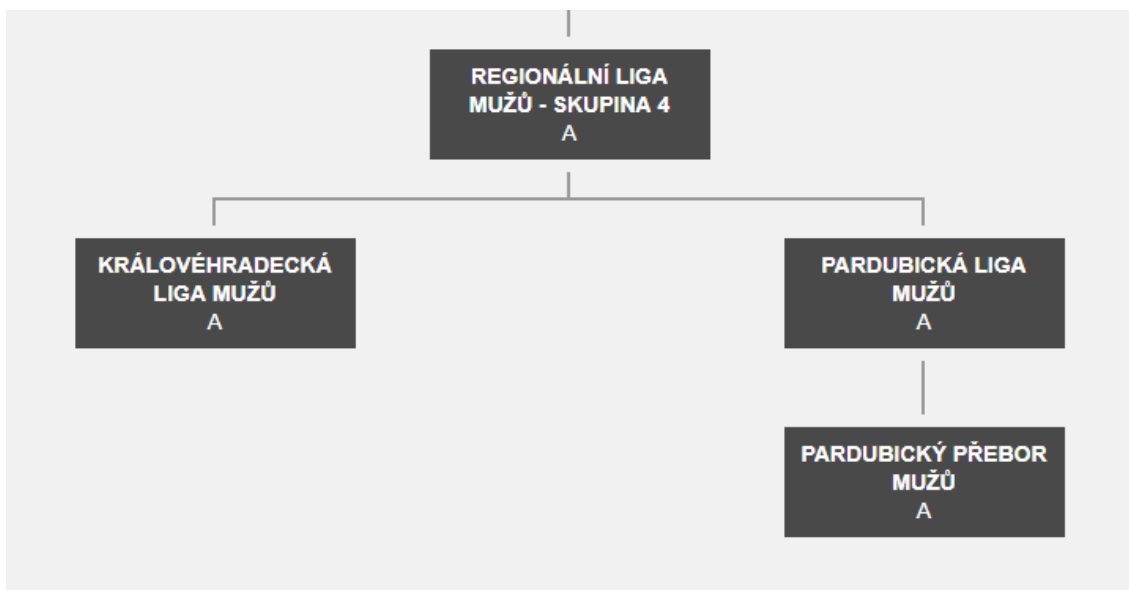 REGIONÁLNÍ LIGA
MUŽŮ - SKUPINA 4
A
KRÁLOVÉHRADECKÁ
LIGA MUŽŮ
A
PARDUBICKÁ LIGA
MUŽŮ
A
PARDUBICKÝ PŘEBOR
MUŽŮ
A